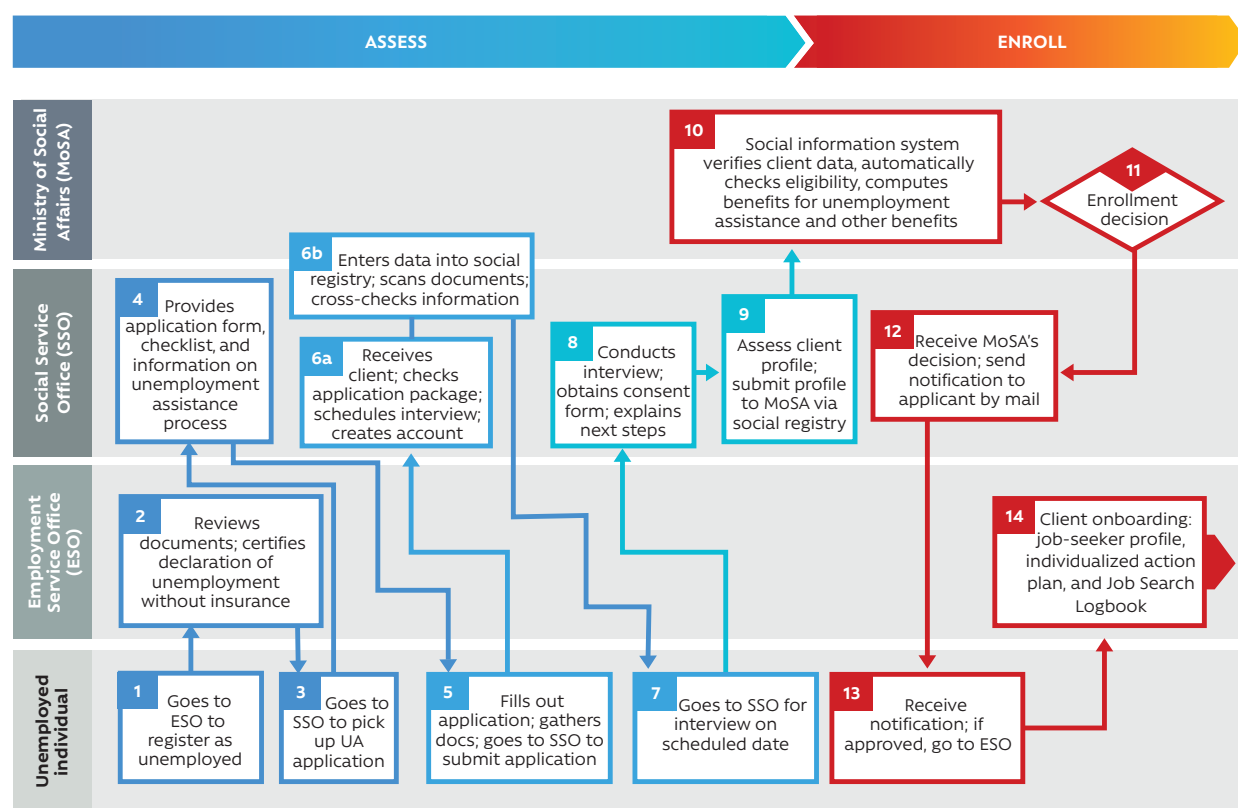 ASSESS
ENROLL
Ministry of Social
Affairs (MoSA)
10
Social information system
verifies client data, automatically
checks eligibility, computes
benefits for unemployment
assistance and other benefits
11
Enrollment
decision
Social Service
Office (SSO)
4
Provides
application form,
checklist, and
information on
unemployment
assistance
process
6b
Enters data into social
registry; scans documents;
cross-checks information
6a
Receives
client; checks
application package;
schedules interview;
creates account
8
Conducts
interview;
obtains consent
form; explains
next steps
9
Assess client
profile;
submit profile
to MoSA via
social registry
12
Receive MoSA’s
decision; send
notification to
applicant by mail
Employment
Service Office
(ESO)
2
Reviews
documents; certifies
declaration of
unemployment
without insurance
14
Client onboarding:
job-seeker profile,
individualized action
plan, and Job Search
Logbook
Unemployed
individual
1
Goes to
ESO to
register as
unemployed
3
Goes to
SSO to pick
up UA
application
5
Fills out
application; gathers
docs; goes to SSO to
submit application
7
Goes to SSO for
interview on
scheduled date
13
Receive
notification; if
approved, go to ESO